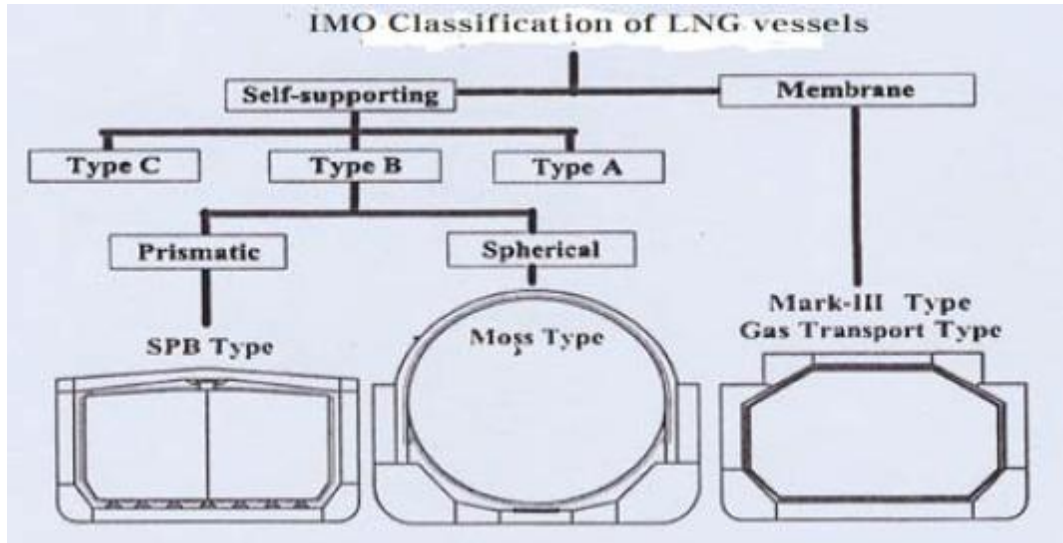 IMO Classification of LNG vessels
Self-supporting
Membrane
Type C
Type B
Type A
Prismatic
Spherical
Mark-III Type
Gas Transport Type
SPB Type
Moss Type